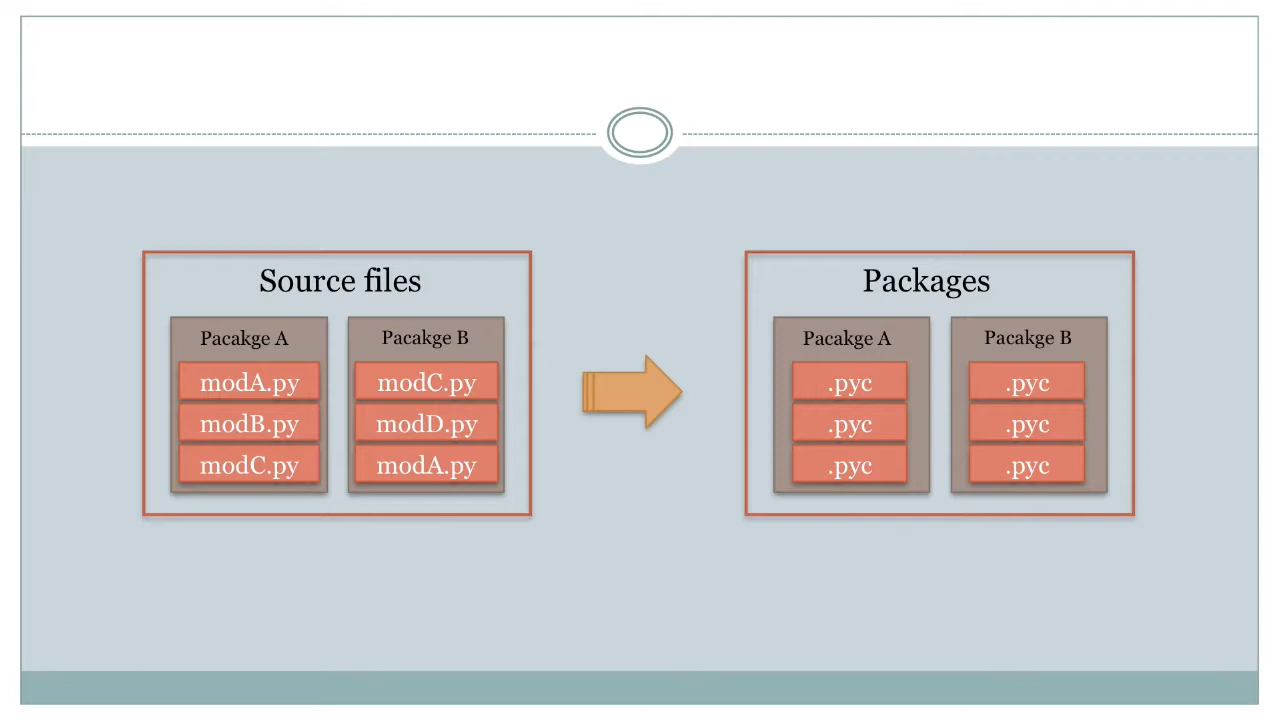 Source files
Pacakge A
modA.py
modB.py
modC.py
Pacakge B
modC.py
modD.py
modA.py
Packages
Pacakge A
.pyc
.pyc
.pyc
Pacakge B
.pyc
.pyc
.pyc